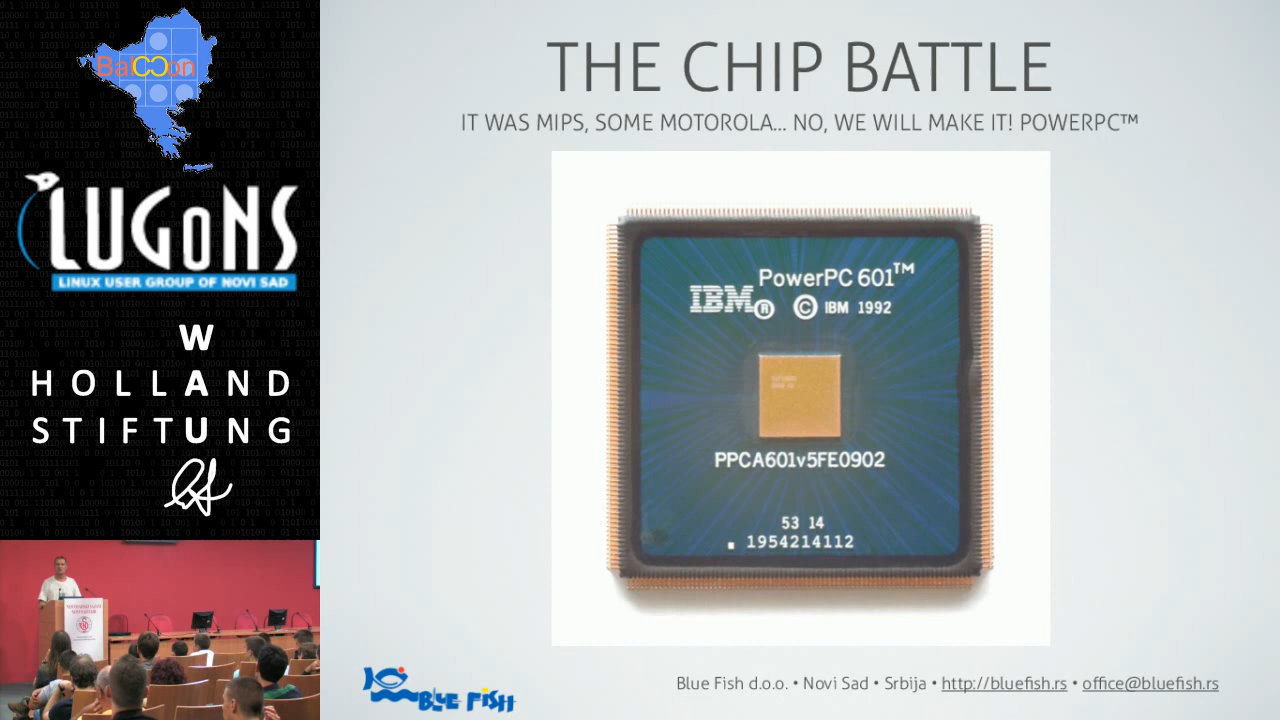 BalCCon
LUGoNS
LINUX USER GROUP OF NOVI SAD
W
HOLLAND
STIFTUNG
THE CHIP BATTLE
IT WAS MIPS, SOME MOTOROLA... NO, WE WILL MAKE IT! POWERPC™
PowerPC 601™
IBM® © IBM 1992
PPCA601v5FE0902
53 14
1954214112
BLUE FISH
Blue Fish d.o.o. • Novi Sad • Srbija • http://bluefish.rs • office@bluefish.rs